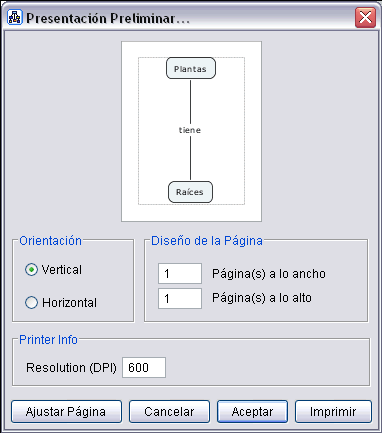 Presentación Preliminar...
Plantas
tiene
Raíces
Orientación
Vertical
Horizontal
Diseño de la Página
1 Página(s) a lo ancho
1 Página(s) a lo alto
Printer Info
Resolution (DPI) 600
Ajustar Página Cancelar Aceptar Imprimir